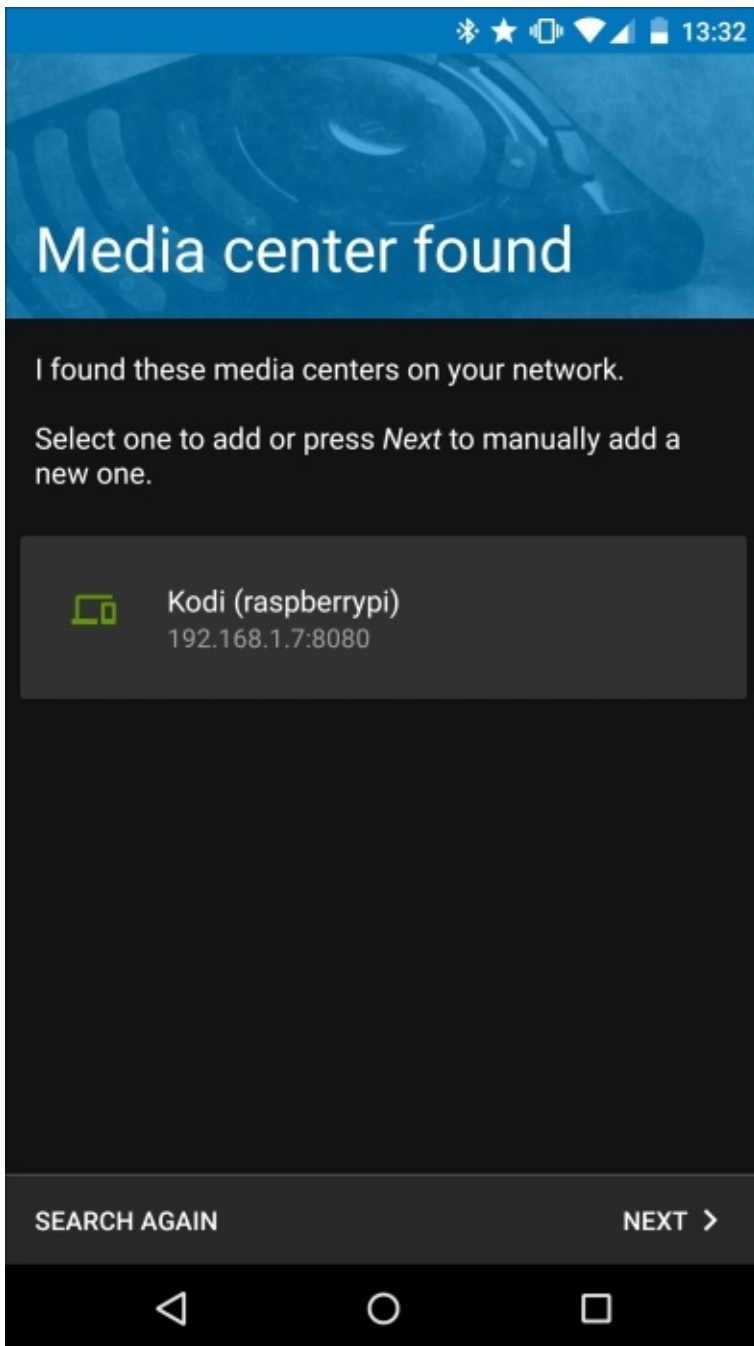 13:32
Media center found
I found these media centers on your network.
Select one to add or press Next to manually add a
new one.
Kodi (raspberrypi)
192.168.1.7:8080
SEARCH AGAIN
NEXT